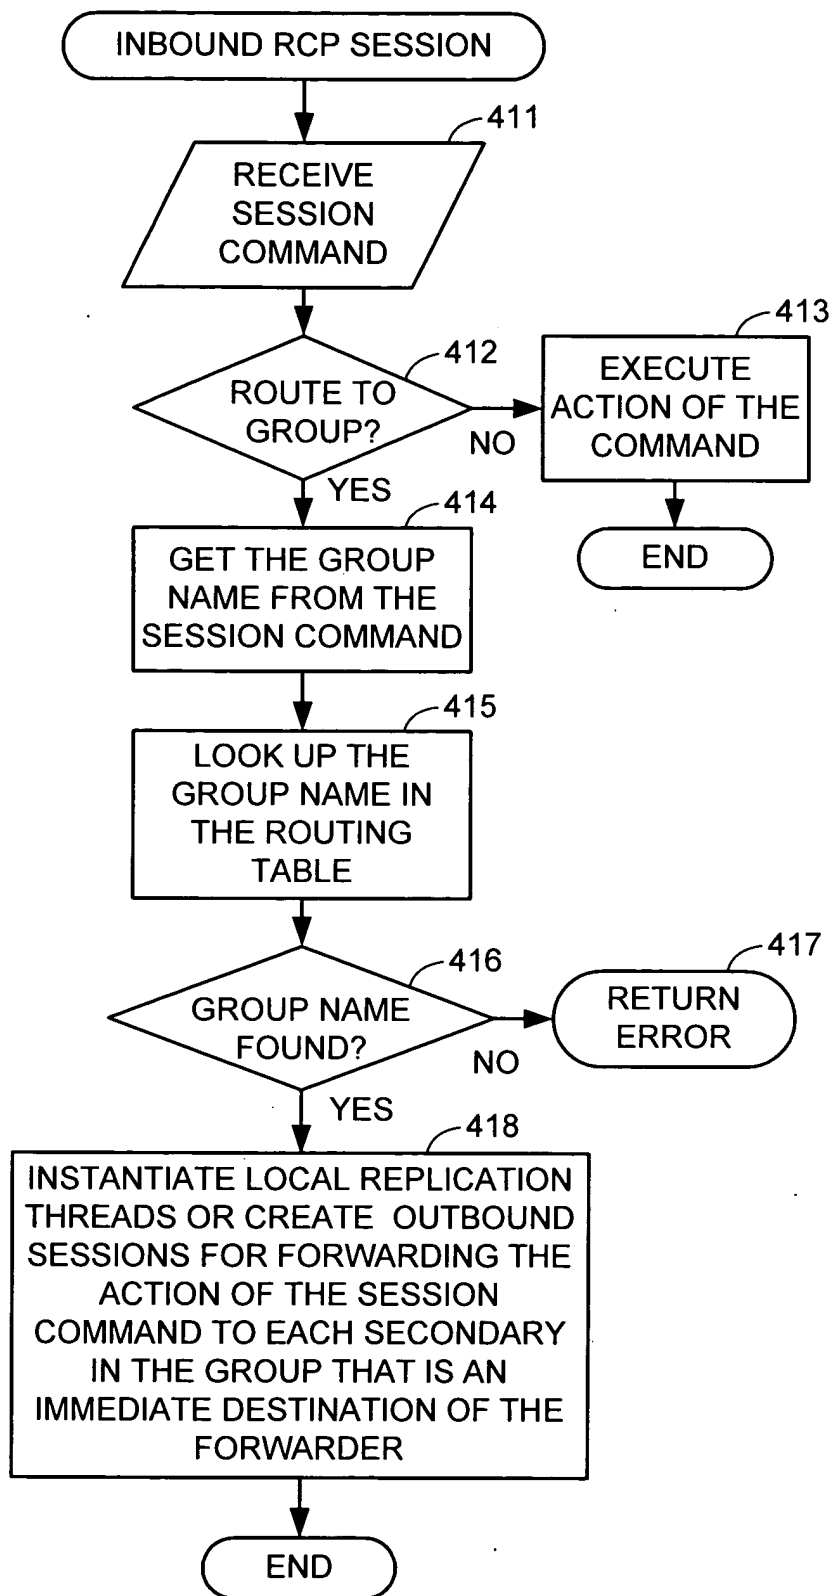 INBOUND RCP SESSION
411
RECEIVE
SESSION
COMMAND
412
ROUTE TO
GROUP?
NO
YES
413
EXECUTE
ACTION OF THE
COMMAND
END
414
GET THE GROUP
NAME FROM THE
SESSION COMMAND
415
LOOK UP THE
GROUP NAME IN
THE ROUTING
TABLE
416
GROUP NAME
FOUND?
NO
YES
417
RETURN
ERROR
418
INSTANTIATE LOCAL REPLICATION
THREADS OR CREATE OUTBOUND
SESSIONS FOR FORWARDING THE
ACTION OF THE SESSION
COMMAND TO EACH SECONDARY
IN THE GROUP THAT IS AN
IMMEDIATE DESTINATION OF THE
FORWARDER
END